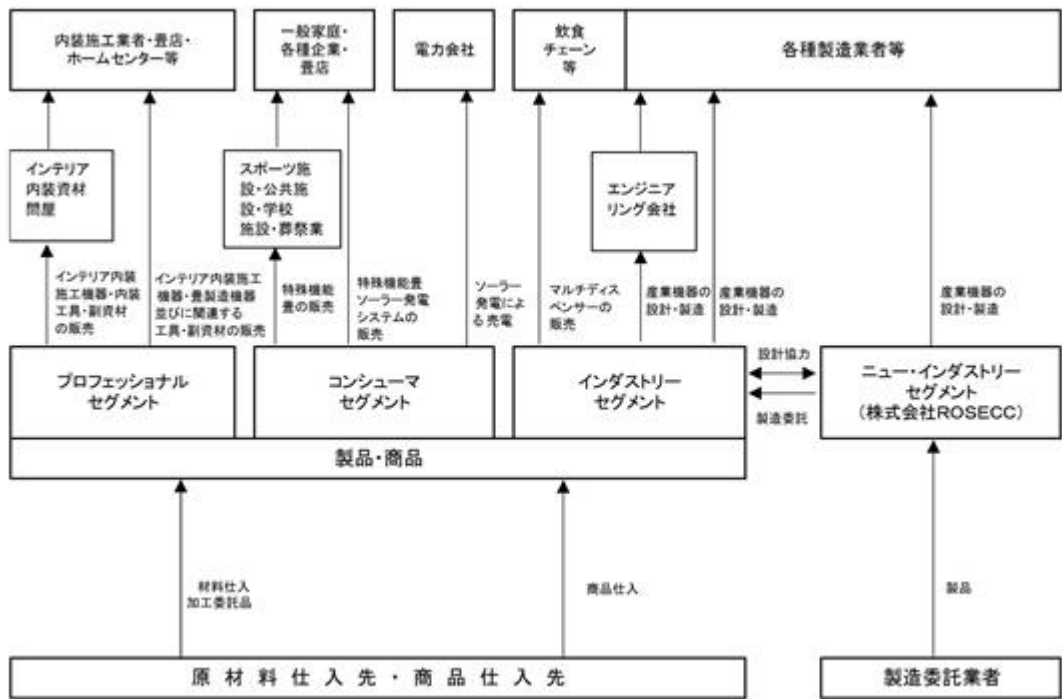 内装施工業者・畳店・
ホームセンター等
一般家庭・
各種企業・
畳店
電力会社
飲食
チェーン
等
各種製造業者等
インテリア
内装資材
問屋
スポーツ施
設・公共施
設・学校
施設・葬祭業
エンジニア
リング会社
インテリア内装
施工機器・内装
工具・副資材
の販売
インテリア内装施工
機器・畳製造機器
並びに関連する
工具・副資材の販売
特殊機能
畳の販売
特殊機能畳
ソーラー発電
システムの
販売
ソーラー
発電によ
る 売電
マルチディス
ペンサーの
販売
産業機器の
設計・製造
産業機器の
設計・製造
産業機器の
設計・製造
プロフェッショナル
セグメント
コンシューマ
セグメント
インダストリー
セグメント
設計協力
製造委託
ニュー・インダストリー
セグメント
（株式会社ROSECC）
製品・商品
材料仕入
加工委託品
商品仕入
製品
原材料仕入先・商品仕入先
製造委託業者